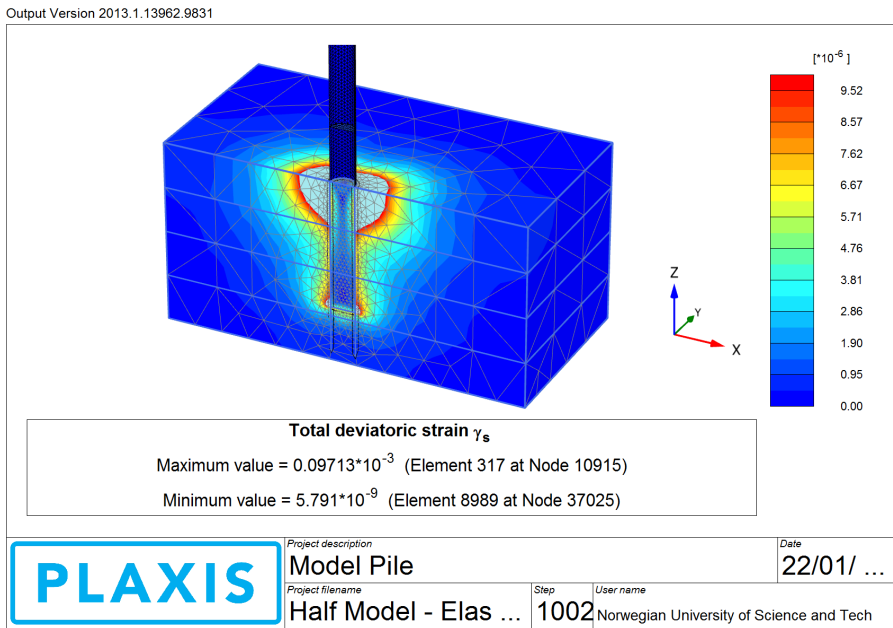 Output Version 2013.1.13962.9831
[*10-6 ]
9.52
8.57
7.62
6.67
5.71
4.76
3.81
2.86
1.90
0.95
0.00
Z
Y
X
Total deviatoric strain γs
Maximum value = 0.09713*10-3 (Element 317 at Node 10915)
Minimum value = 5.791*10-9 (Element 8989 at Node 37025)
PLAXIS
Project description
Model Pile
Date
22/01/ ...
Project filename
Half Model - Elas ...
Step
1002
User name
Norwegian University of Science and Tech